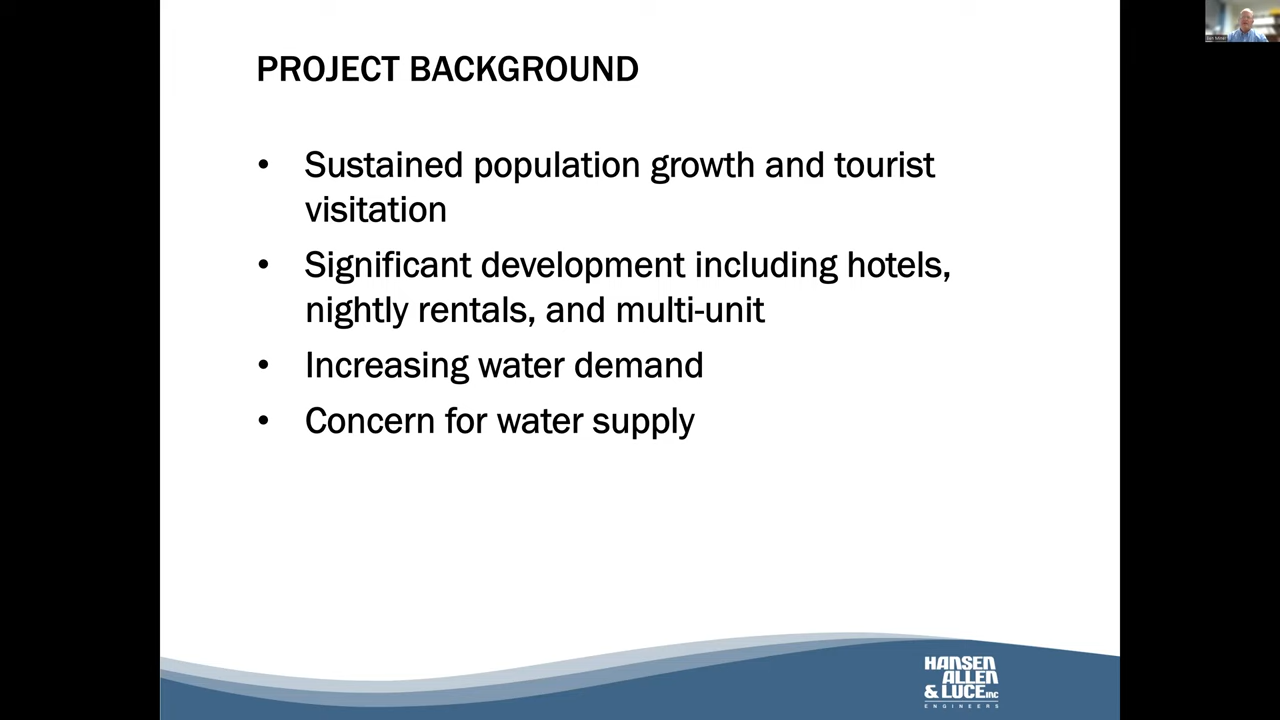 PROJECT BACKGROUND
• Sustained population growth and tourist
visitation
• Significant development including hotels,
nightly rentals, and multi-unit
• Increasing water demand
• Concern for water supply
HANSEN
ALLEN
& LUCE INC
ENGINEERS